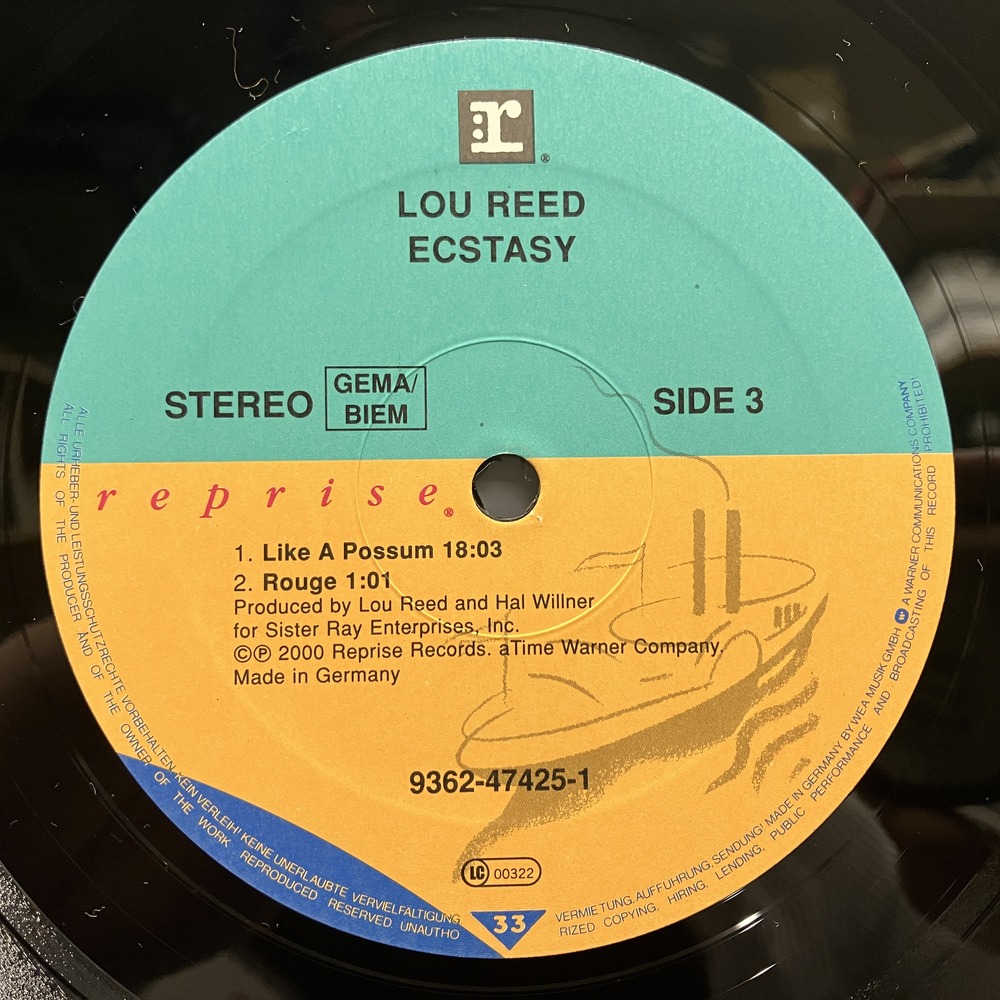 r
®
LOU REED
ECSTASY
STEREO
GEMA/
BIEM
SIDE 3
reprise®
1. Like A Possum 18:03
2. Rouge 1:01
Produced by Lou Reed and Hal Willner
for Sister Ray Enterprises, Inc.
©℗ 2000 Reprise Records. aTime Warner Company.
Made in Germany
9362-47425-1
LC 00322
33
ALLE URHEBER- UND LEISTUNGSSCHUTZRECHTE VORBEHALTEN KEIN VERLEIH! KEINE UNERLAUBTE VERVIELFÄLTIGUNG, VERMIETUNG, AUFFÜHRUNG, SENDUNG! MADE IN GERMANY BY WEA MUSIK GMBH W A WARNER COMMUNICATIONS COMPANY
ALL RIGHTS OF THE PRODUCER AND OF THE OWNER OF THE WORK REPRODUCED RESERVED UNAUTHORIZED COPYING, HIRING, LENDING, PUBLIC PERFORMANCE AND BROADCASTING OF THIS RECORD PROHIBITED!